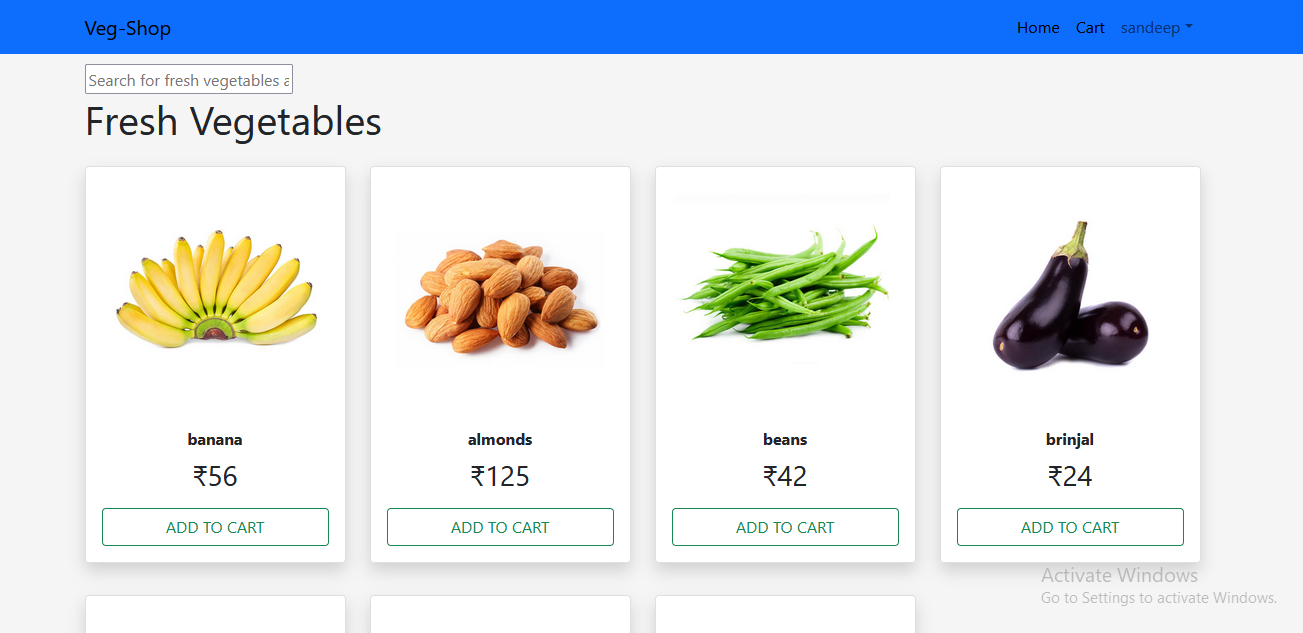 Veg-Shop
Home Cart sandeep
Search for fresh vegetables a
Fresh Vegetables
banana
₹56
ADD TO CART
almonds
₹125
ADD TO CART
beans
₹42
ADD TO CART
brinjal
₹24
ADD TO CART
Activate Windows
Go to Settings to activate Windows.